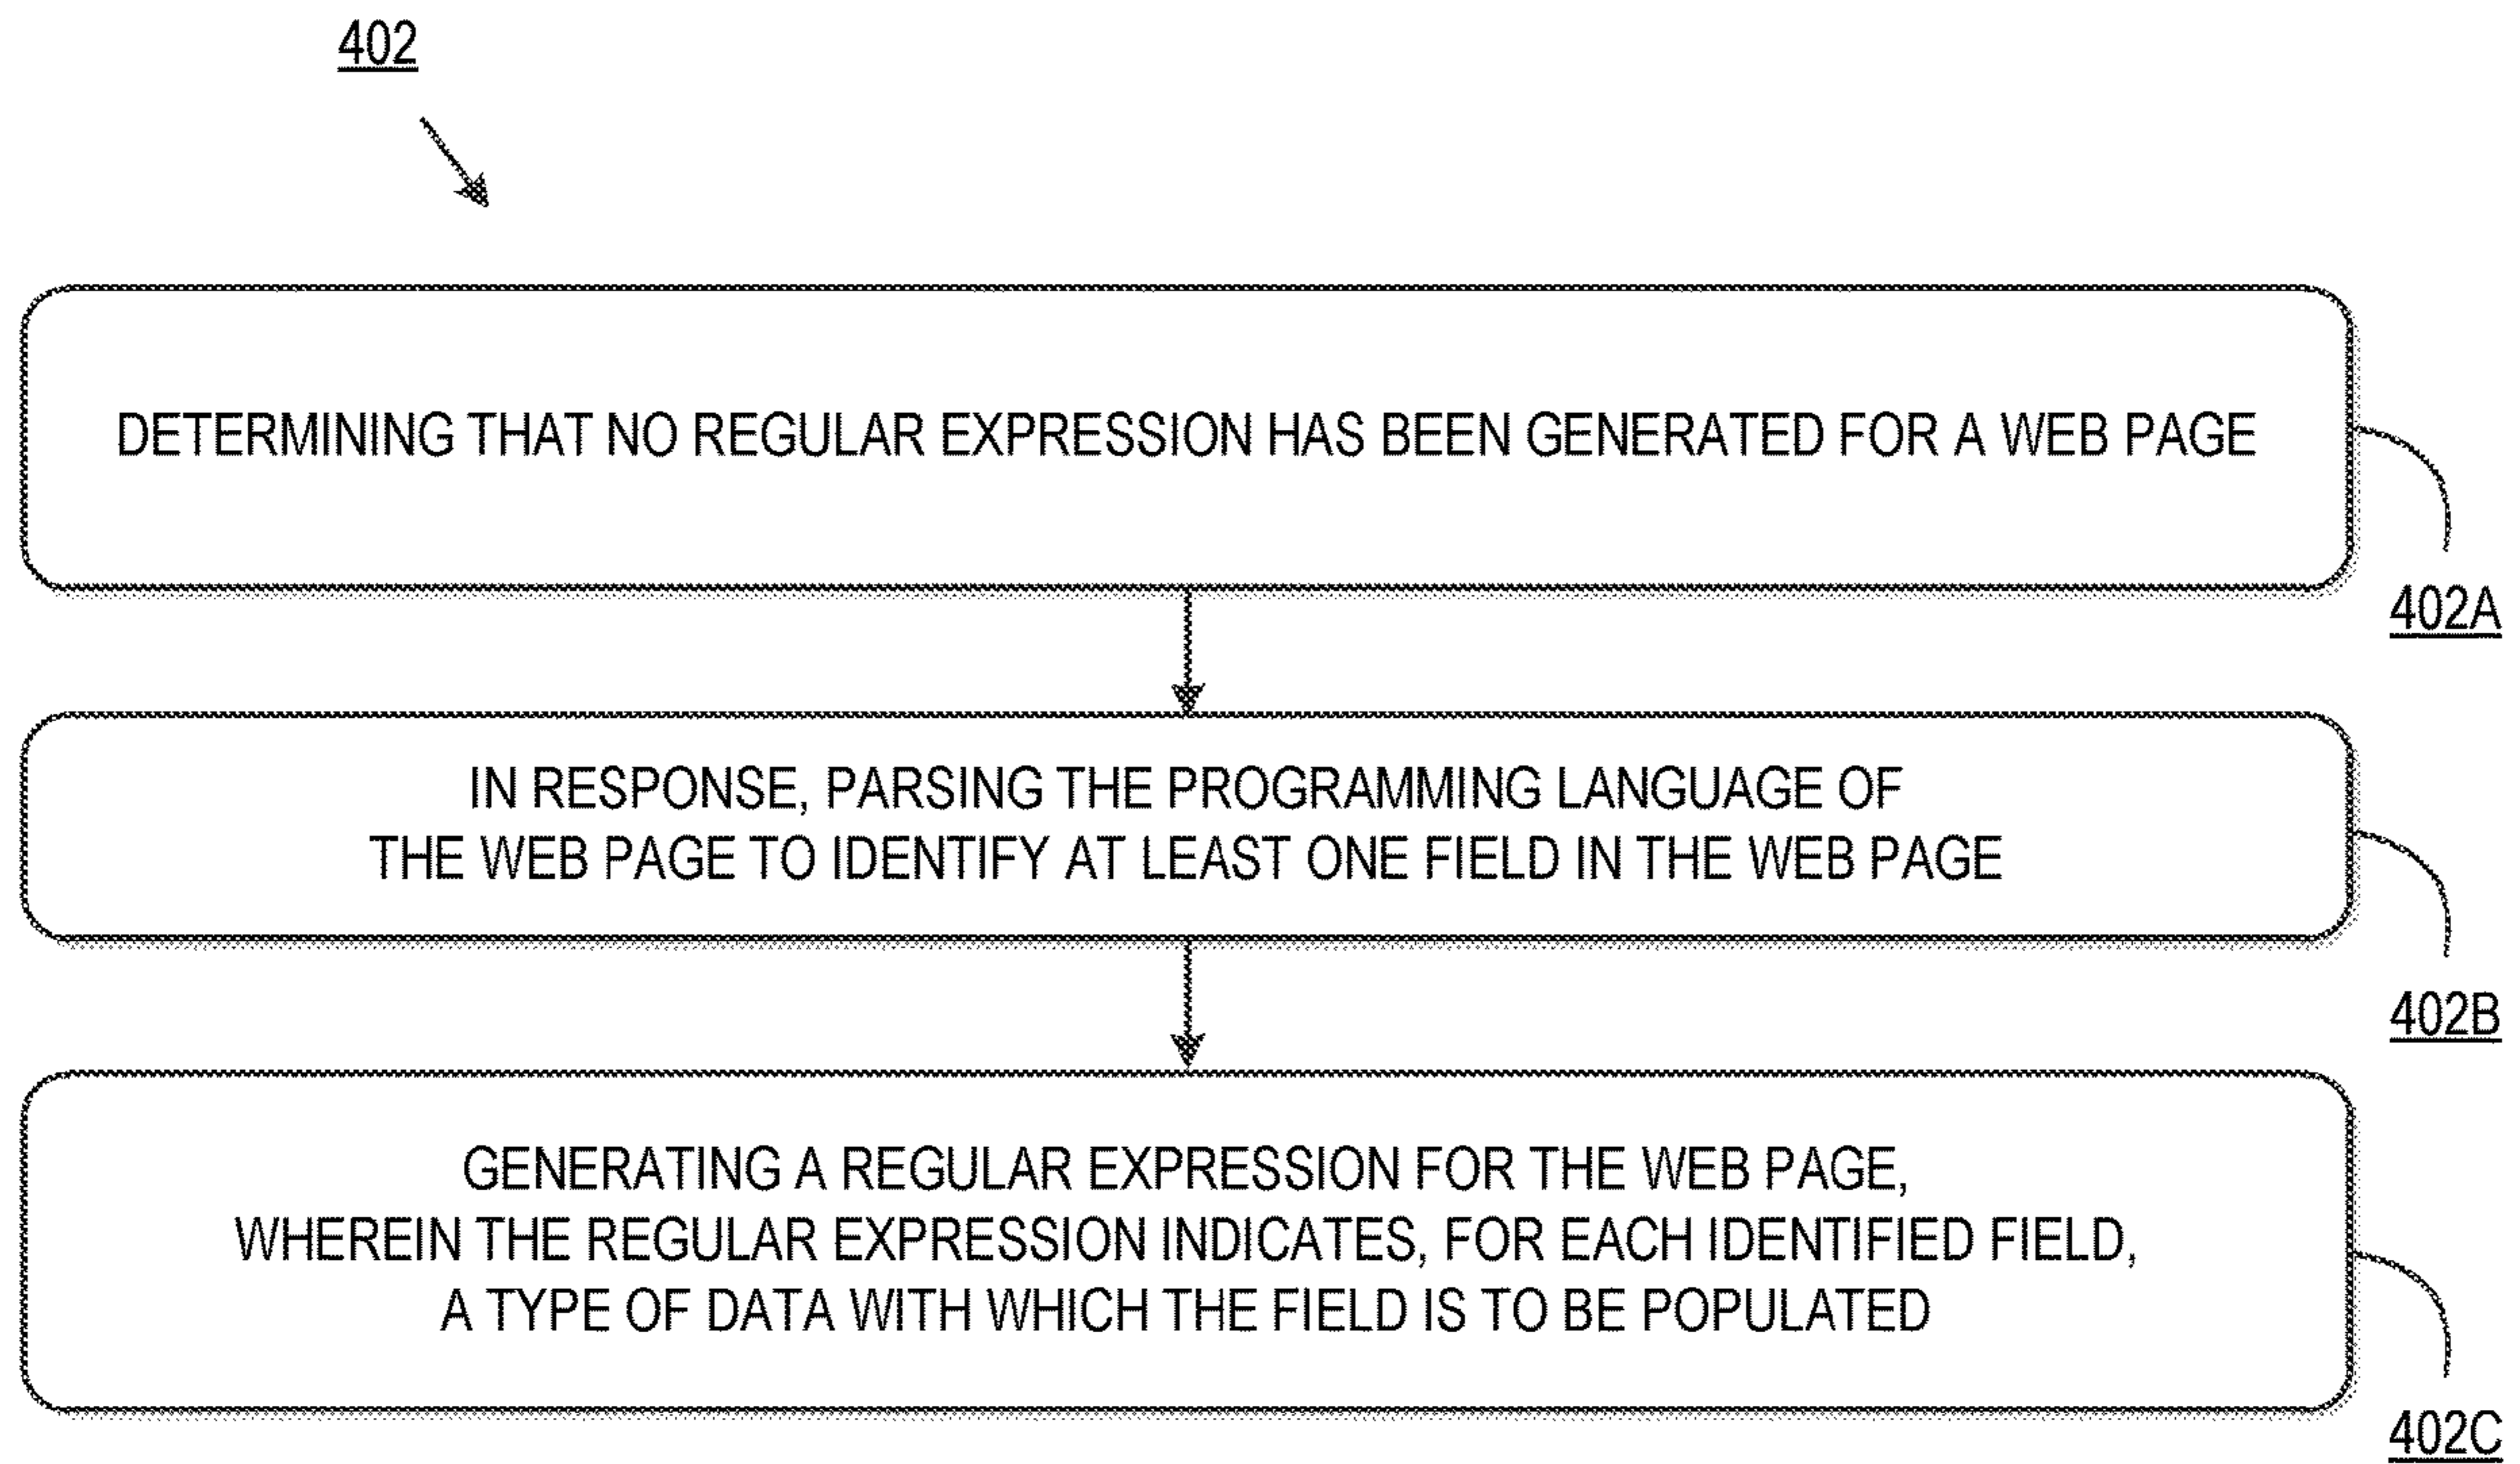 402
DETERMINING THAT NO REGULAR EXPRESSION HAS BEEN GENERATED FOR A WEB PAGE
402A
IN RESPONSE, PARSING THE PROGRAMMING LANGUAGE OF
THE WEB PAGE TO IDENTIFY AT LEAST ONE FIELD IN THE WEB PAGE
402B
GENERATING A REGULAR EXPRESSION FOR THE WEB PAGE,
WHEREIN THE REGULAR EXPRESSION INDICATES, FOR EACH IDENTIFIED FIELD,
A TYPE OF DATA WITH WHICH THE FIELD IS TO BE POPULATED
402C